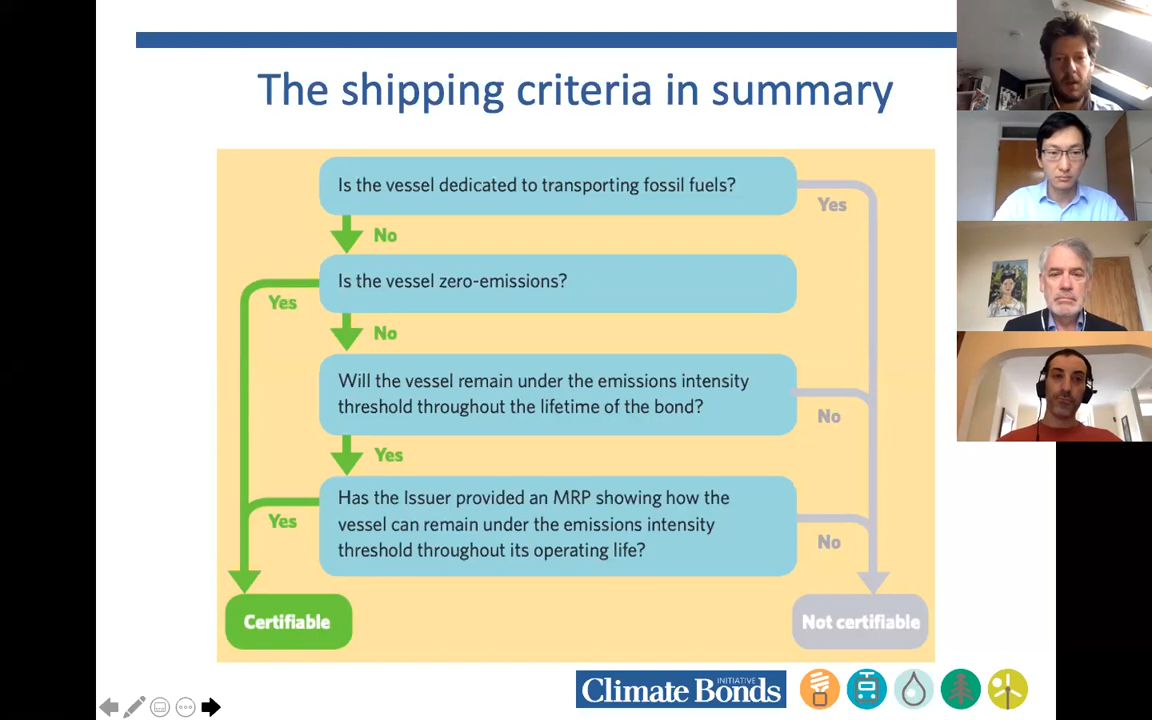 The shipping criteria in summary
Is the vessel dedicated to transporting fossil fuels?
Yes
No
Is the vessel zero-emissions?
Yes
No
Will the vessel remain under the emissions intensity
threshold throughout the lifetime of the bond?
No
Yes
Has the Issuer provided an MRP showing how the
vessel can remain under the emissions intensity
threshold throughout its operating life?
Yes
No
Certifiable
Not certifiable
Climate Bonds
INITIATIVE